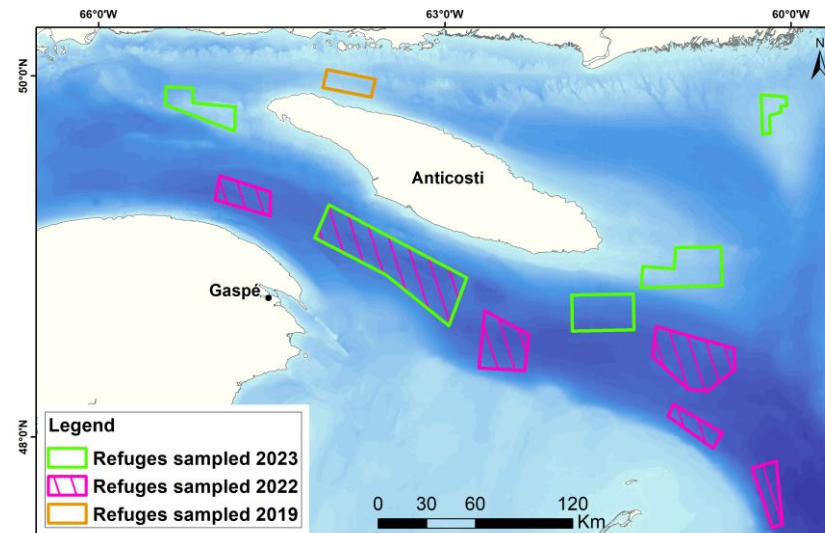 66°0'W
63°0'W
60°0'W
N
50°0'N
Anticosti
Gaspé
48°0'N
Legend
Refuges sampled 2023
Refuges sampled 2022
Refuges sampled 2019
0 30 60 120
Km